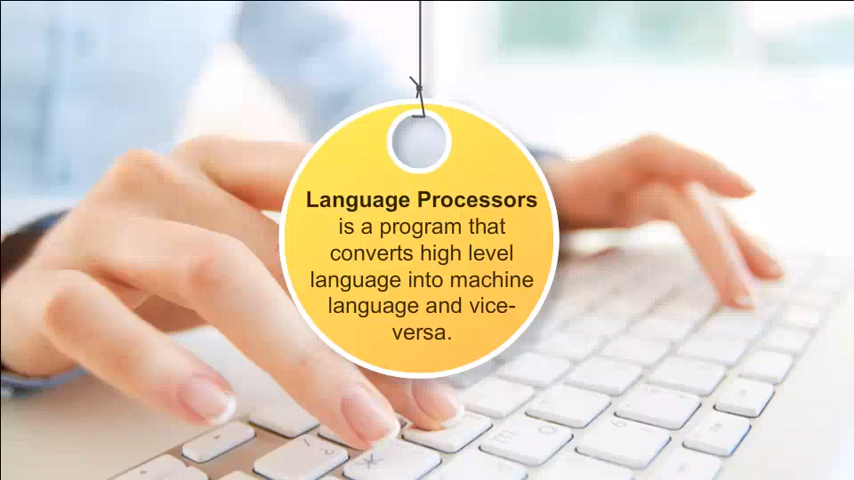 Language Processors
is a program that
converts high level
language into machine
language and vice-
versa.